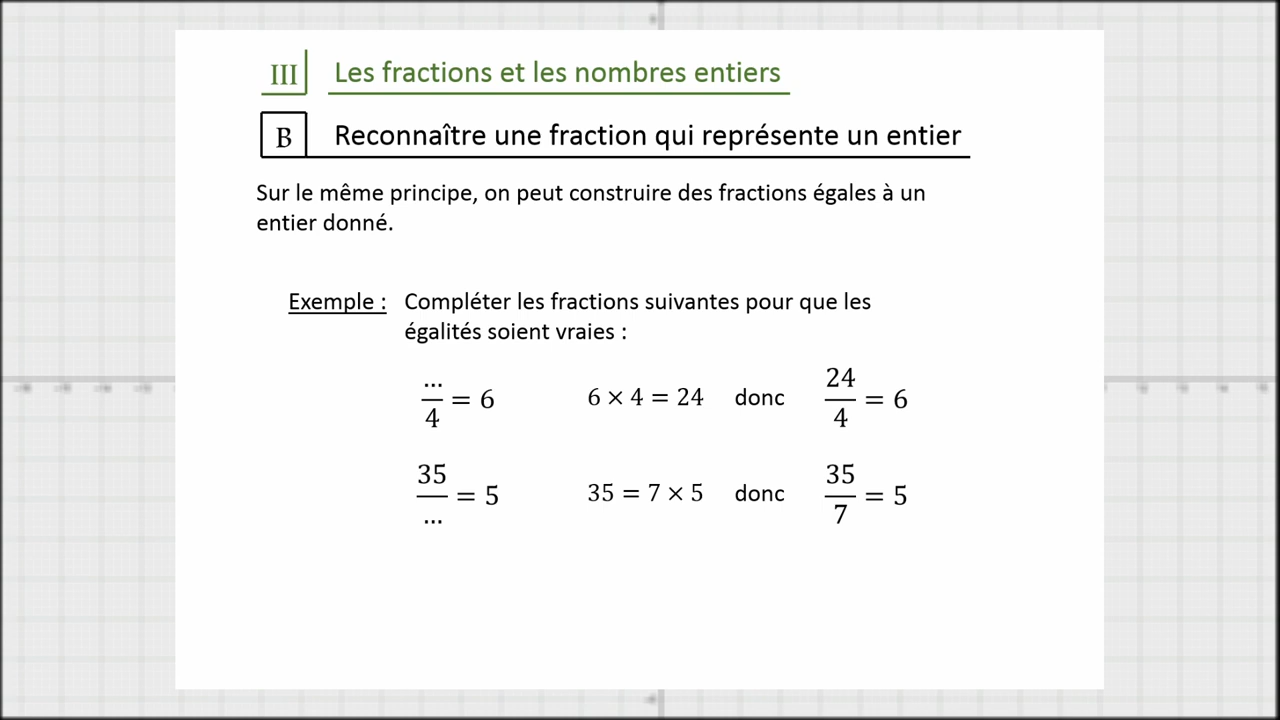 III Les fractions et les nombres entiers
B Reconnaître une fraction qui représente un entier
Sur le même principe, on peut construire des fractions égales à un
entier donné.
Exemple : Compléter les fractions suivantes pour que les
égalités soient vraies :
.../4 = 6 6 × 4 = 24 donc 24/4 = 6
35/... = 5 35 = 7 × 5 donc 35/7 = 5